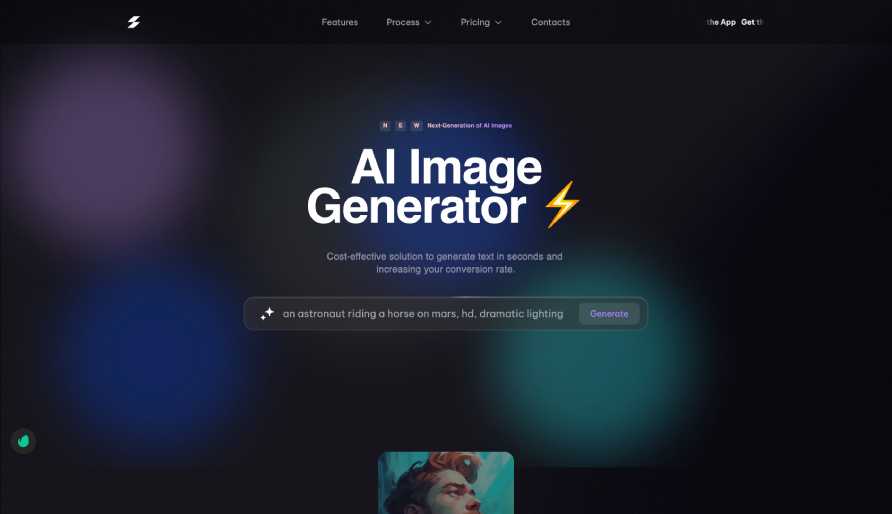 Features Process Pricing Contacts the App Get
N E W Next-Generation of AI Images
AI Image
Generator
Cost-effective solution to generate text in seconds and
increasing your conversion rate.
an astronaut riding a horse on mars, hd, dramatic lighting Generate